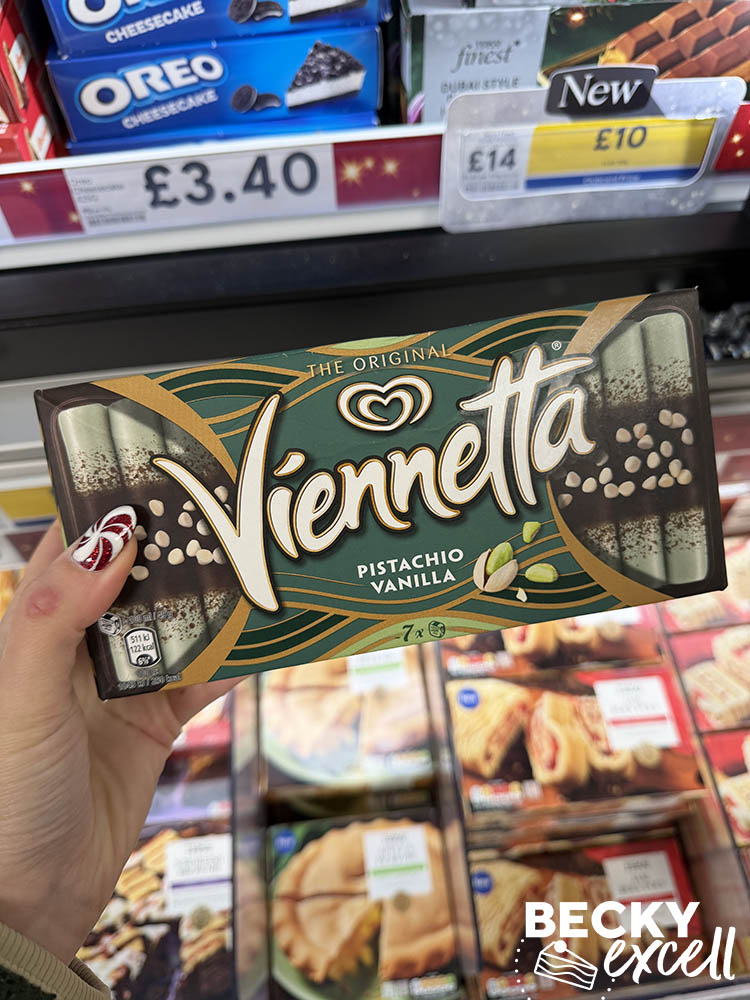 OREO
CHEESECAKE
OREO
CHEESECAKE
finest*
New
£3.40
£14
£10
THE ORIGINAL
Viennetta®
PISTACHIO
VANILLA
7x
511 kJ
122 kcal
6%
BECKY
excell